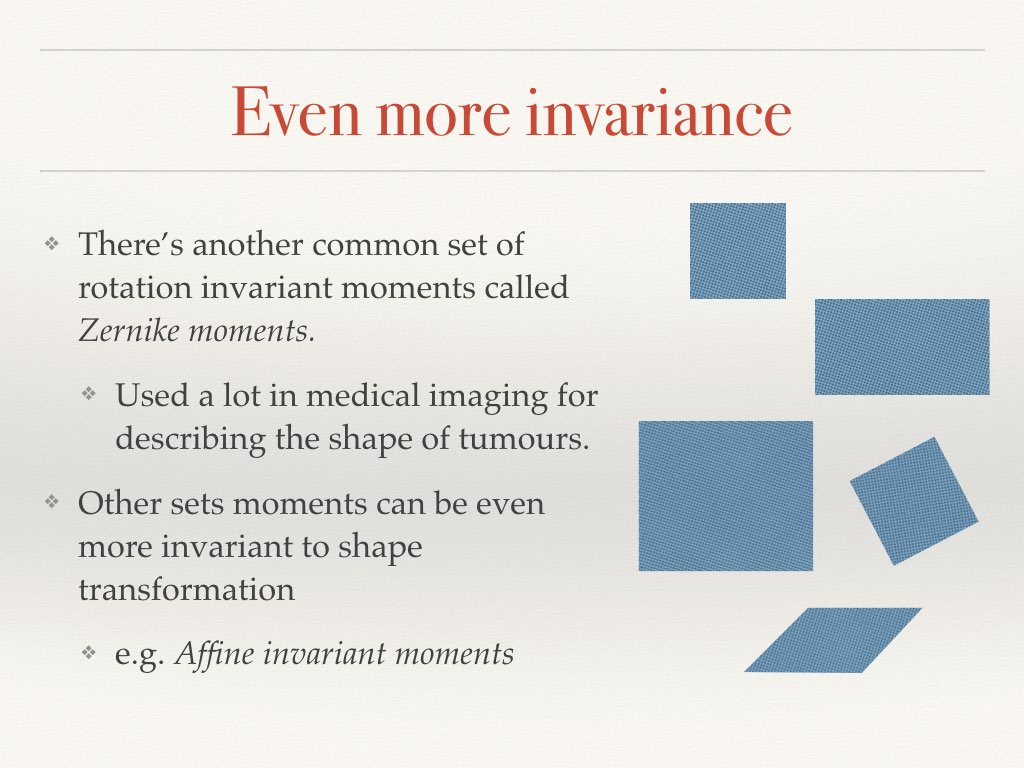 Even more invariance
❖ There’s another common set of
rotation invariant moments called
Zernike moments.
❖ Used a lot in medical imaging for
describing the shape of tumours.
❖ Other sets moments can be even
more invariant to shape
transformation
❖ e.g. Affine invariant moments